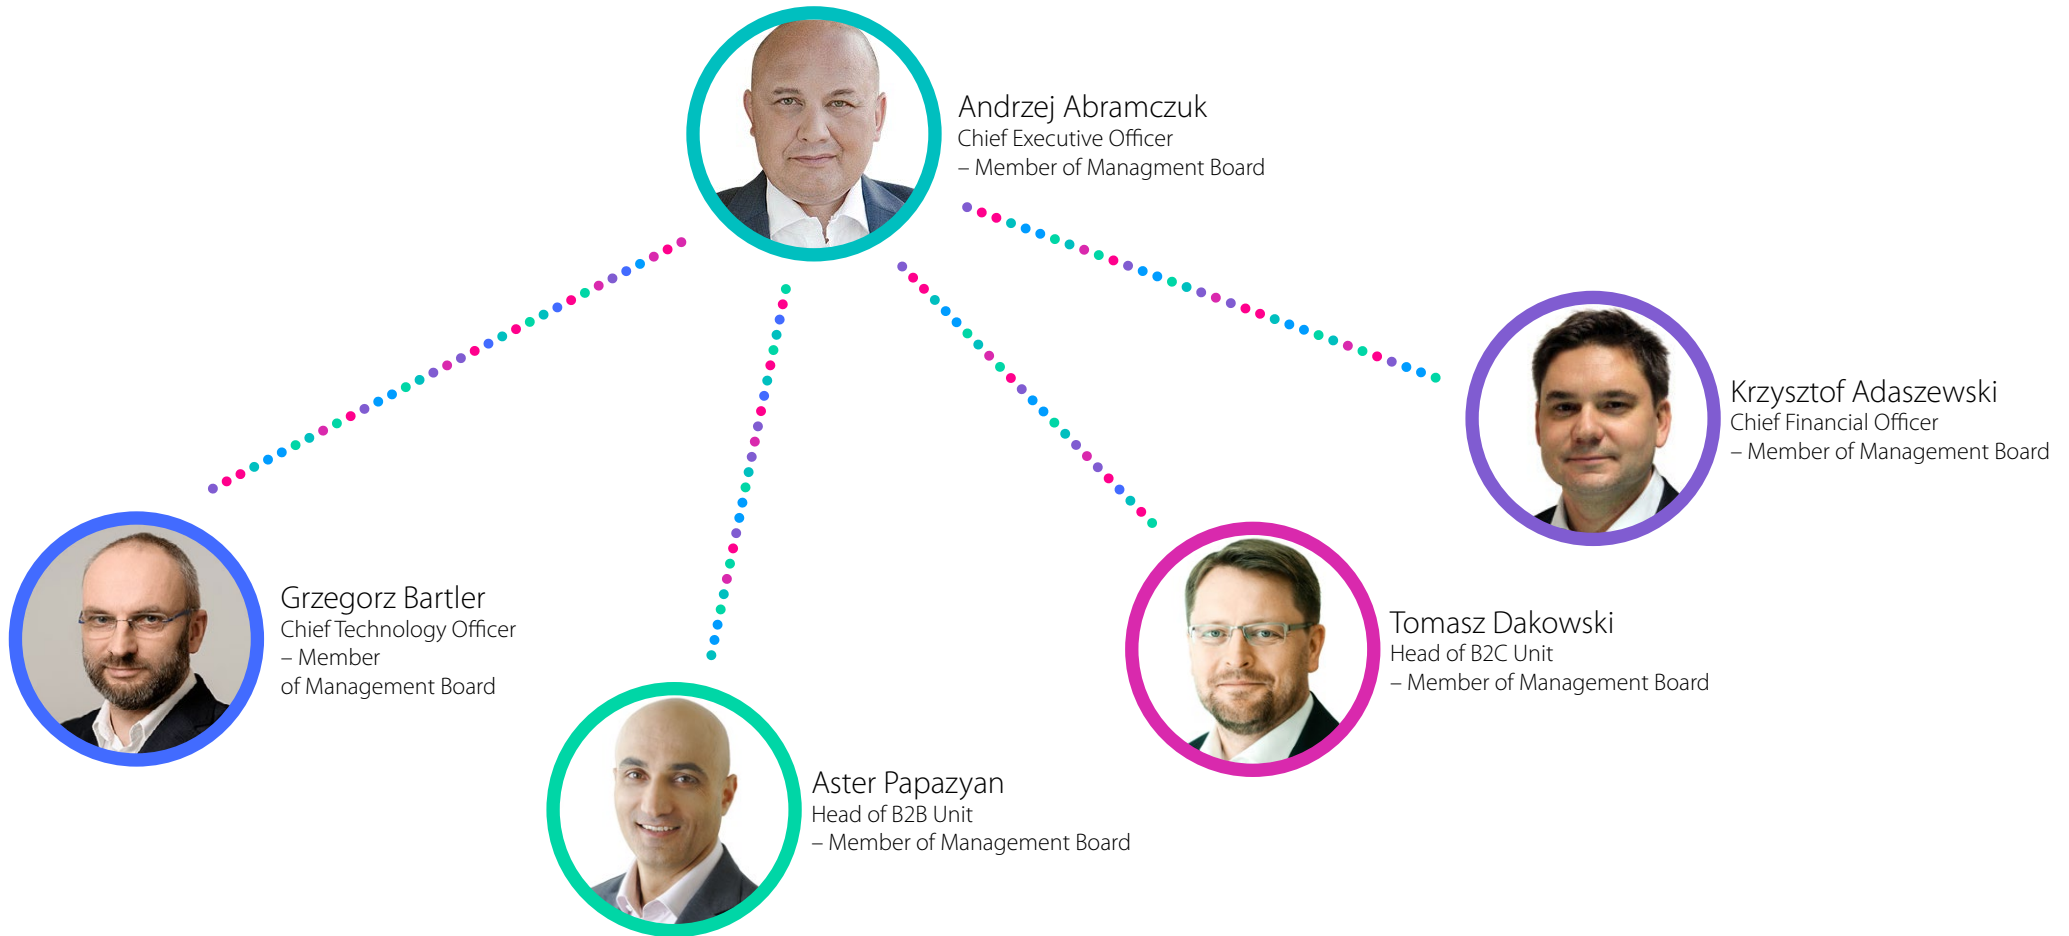 Andrzej Abramczuk
Chief Executive Officer
– Member of Managment Board
Krzysztof Adaszewski
Chief Financial Officer
– Member of Management Board
Grzegorz Bartler
Chief Technology Officer
– Member
of Management Board
Tomasz Dakowski
Head of B2C Unit
– Member of Management Board
Aster Papazyan
Head of B2B Unit
– Member of Management Board